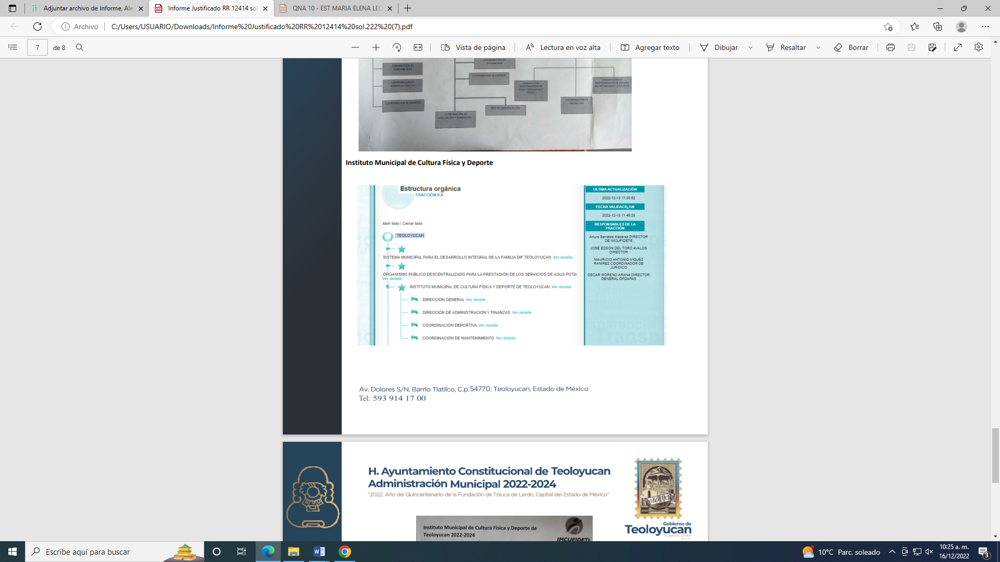 Adjuntar archivo de Informe, Ale
Informe Justificado RR 12414 sol
QNA 10 - EST MARIA ELENA LEO
Archivo
C:/Users/USUARIO/Downloads/Informe%20Justificado%20RR%2012414%20sol.222%20(7).pdf
7 de 8
Vista de página
Lectura en voz alta
Agregar texto
Dibujar
Resaltar
Borrar
SUBDIRECCIÓN DE
CONTABILIDAD
COORDINACIÓN DE
COMERCIALIZACIÓN
COORDINACIÓN DE INGRESOS
COORDINACIÓN DE
PATRIMONIO
COORDINACIÓN DE JURÍDICO
SUBDIRECCIÓN
MANTENIMIENTO DE
REDES HIDRAULICAS Y
POZOS
SUBDIRECCIÓN DE
MANTENIMIENTO DE DRENAJE,
ALCANTARILLADO Y CARCAMOS
COORDINACIÓN DE
PROYECTOS
JEFE DE COMUNICACIÓN
COORDINACIÓN DE
EVALUACIÓN Y PLANEACIÓN
Instituto Municipal de Cultura Física y Deporte
Estructura orgánica
FRACCIÓN II A
Abrir todo | Cerrar todo
TEOLOYUCAN
SISTEMA MUNICIPAL PARA EL DESARROLLO INTEGRAL DE LA FAMILIA DIF TEOLOYUCAN Ver detalle
ORGANISMO PÚBLICO DESCENTRALIZADO PARA LA PRESTACIÓN DE LOS SERVICIOS DE AGUA POTA
Ver detalle
INSTITUTO MUNICIPAL DE CULTURA FÍSICA Y DEPORTE DE TEOLOYUCAN Ver detalle
DIRECCION GENERAL Ver detalle
DIRECCION DE ADMINISTRACION Y FINANZAS Ver detalle
COORDINACION DEPORTIVA Ver detalle
COORDINACION DE MANTENIMIENTO Ver detalle
ULTIMA ACTUALIZACIÓN
2022-12-13 11:30:52
FECHA VALIDACIï¿½N
2022-12-13 11:46:28
RESPONSABLES DE LA
FRACCIÓN
Arturo Serratos Alacaraz DIRECTOR
DE IMCUFIDETE
JOSE EDSON DEL TORO AVALOS
DIRECTOR
MAURICIO ANTONIO VIQUEZ
RANIREZ COORDINADOR DE
JURIDICO
OSCAR MORENO ARANA DIRECTOR
GENERAL OPDAPAS
Av. Dolores S/N, Barrio Tlatilco, C.p.54770, Teoloyucan, Estado de México
Tel: 593 914 17 00
H. Ayuntamiento Constitucional de Teoloyucan
Administración Municipal 2022-2024
"2022. Año del Quincentenario de la Fundación de Toluca de Lerdo, Capital del Estado de México"
TEOLOYUCAN
Gobierno de
Teoloyucan
Trabajando Unidos
Instituto Municipal de Cultura Física y Deporte de
Teoloyucan 2022-2024
IMCUFIDETE
Escribe aquí para buscar
10°C Parc. soleado
10:25 a. m.
16/12/2022
3